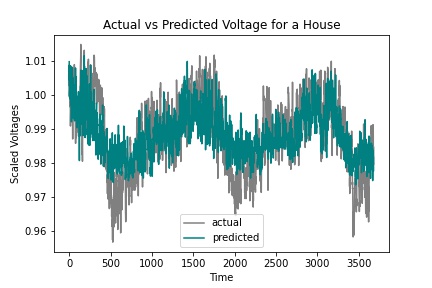 Actual vs Predicted Voltage for a House
Scaled Voltages
1.01
1.00
0.99
0.98
0.97
0.96
actual
predicted
0 500 1000 1500 2000 2500 3000 3500
Time